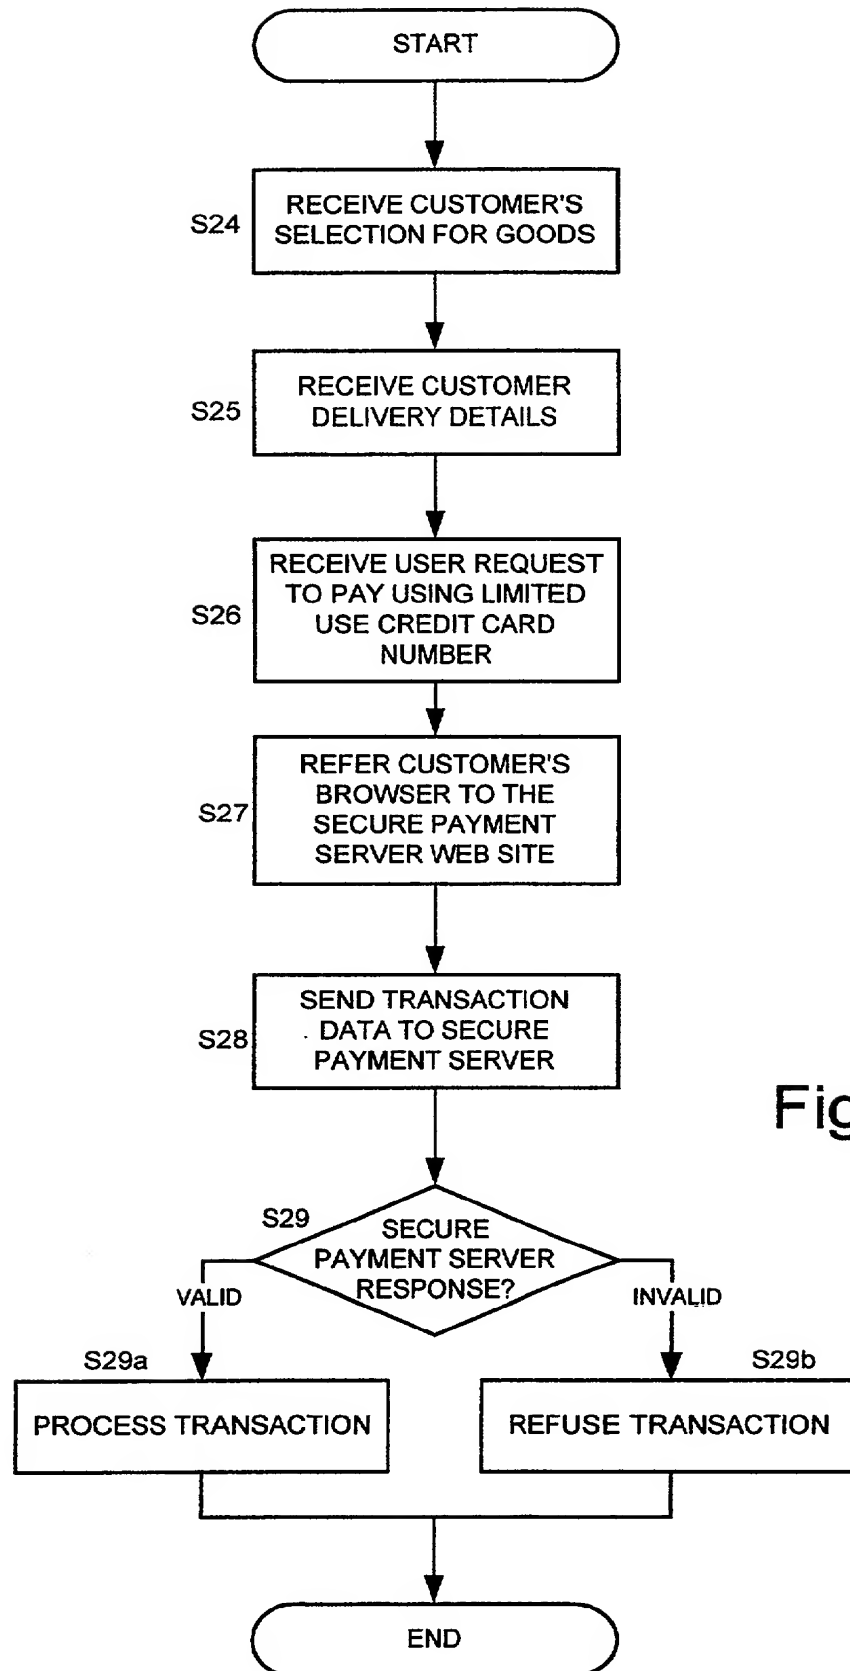 START
S24
RECEIVE CUSTOMER'S
SELECTION FOR GOODS
S25
RECEIVE CUSTOMER
DELIVERY DETAILS
S26
RECEIVE USER REQUEST
TO PAY USING LIMITED
USE CREDIT CARD
NUMBER
S27
REFER CUSTOMER'S
BROWSER TO THE
SECURE PAYMENT
SERVER WEB SITE
S28
SEND TRANSACTION
DATA TO SECURE
PAYMENT SERVER
Fig
S29
SECURE
PAYMENT SERVER
RESPONSE?
VALID
INVALID
S29a
S29b
PROCESS TRANSACTION
REFUSE TRANSACTION
END